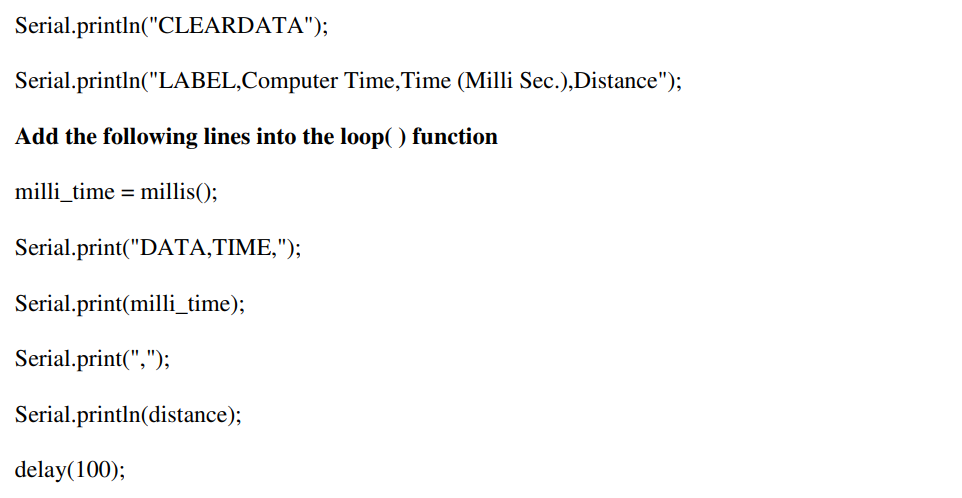 Serial.println("CLEARDATA");
Serial.println("LABEL,Computer Time,Time (Milli Sec.),Distance");
Add the following lines into the loop( ) function
milli_time = millis();
Serial.print("DATA,TIME,");
Serial.print(milli_time);
Serial.print(",");
Serial.println(distance);
delay(100);